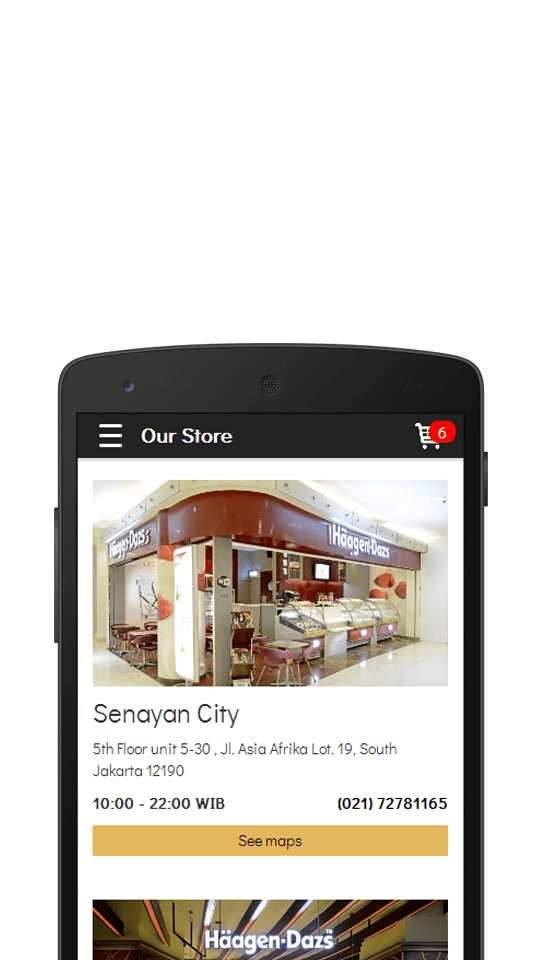 Our Store
6
Häagen-Dazs
Häagen-Dazs
Senayan City
5th Floor unit 5-30 , Jl. Asia Afrika Lot. 19, South
Jakarta 12190
10:00 - 22:00 WIB (021) 72781165
See maps
Häagen-Dazs